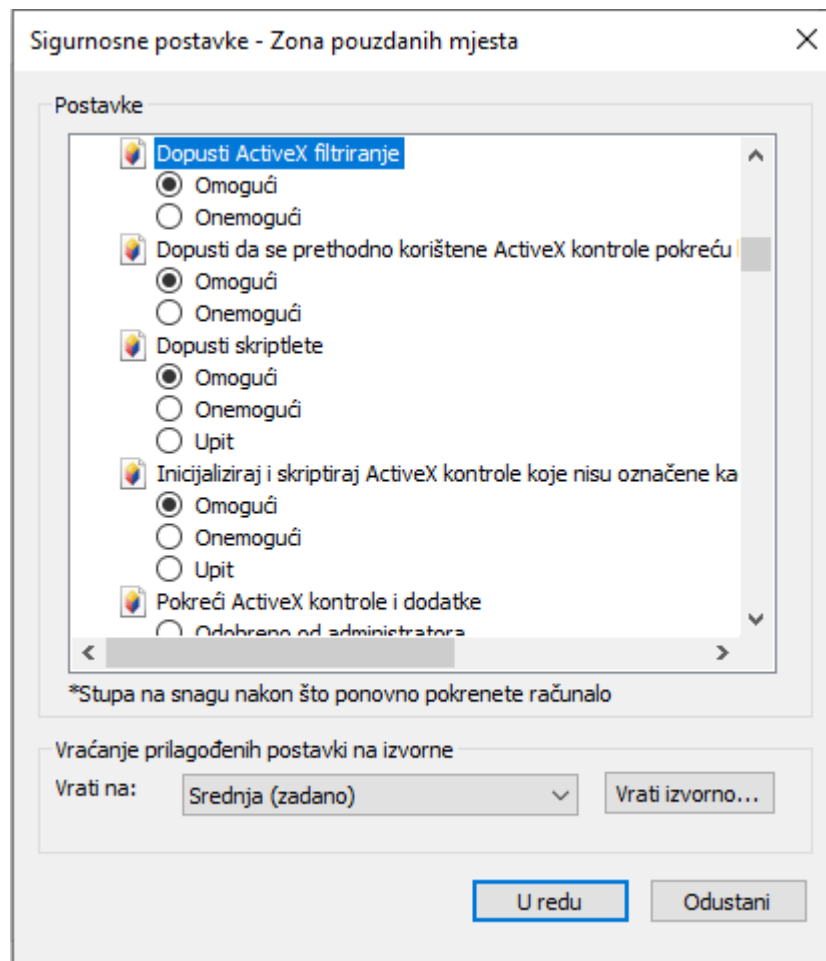 Sigurnosne postavke - Zona pouzdanih mjesta
Postavke
Dopusti ActiveX filtriranje
Omogući
Onemogući
Dopusti da se prethodno korištene ActiveX kontrole pokreću
Omogući
Onemogući
Dopusti skriptlete
Omogući
Onemogući
Upit
Inicijaliziraj i skriptiraj ActiveX kontrole koje nisu označene ka
Omogući
Onemogući
Upit
Pokreći ActiveX kontrole i dodatke
Odobreno od administratora
*Stupa na snagu nakon što ponovno pokrenete računalo
Vraćanje prilagođenih postavki na izvorne
Vrati na:
Srednja (zadano)
Vrati izvorno...
U redu
Odustani